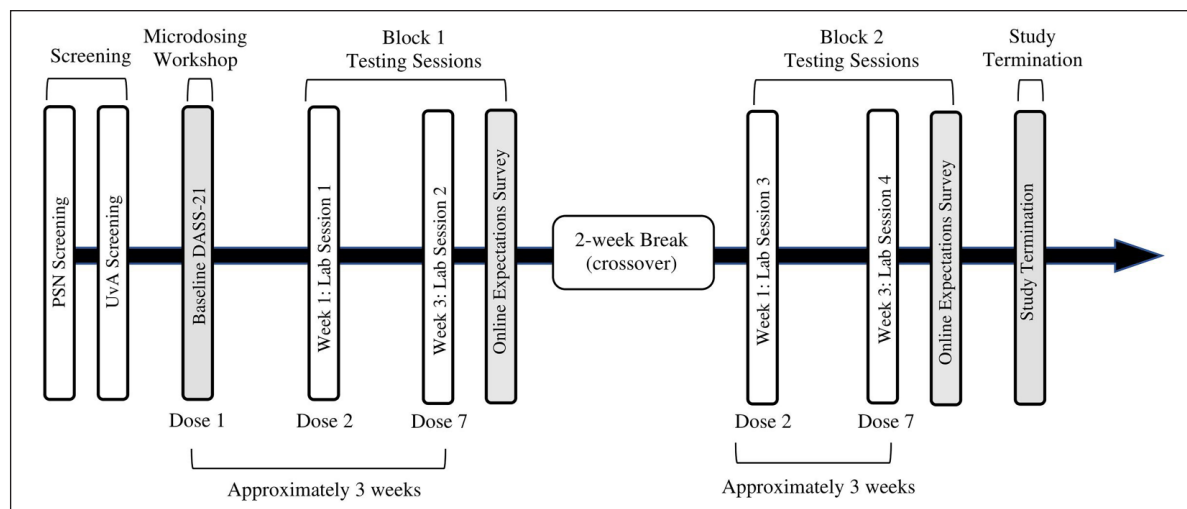 Screening
Microdosing
Workshop
Block 1
Testing Sessions
Block 2
Testing Sessions
Study
Termination
PSN Screening
UvA Screening
Baseline DASS-21
Week 1: Lab Session 1
Week 3: Lab Session 2
Online Expectations Survey
2-week Break
(crossover)
Week 1: Lab Session 3
Week 3: Lab Session 4
Online Expectations Survey
Study Termination
Dose 1
Dose 2
Dose 7
Dose 2
Dose 7
Approximately 3 weeks
Approximately 3 weeks